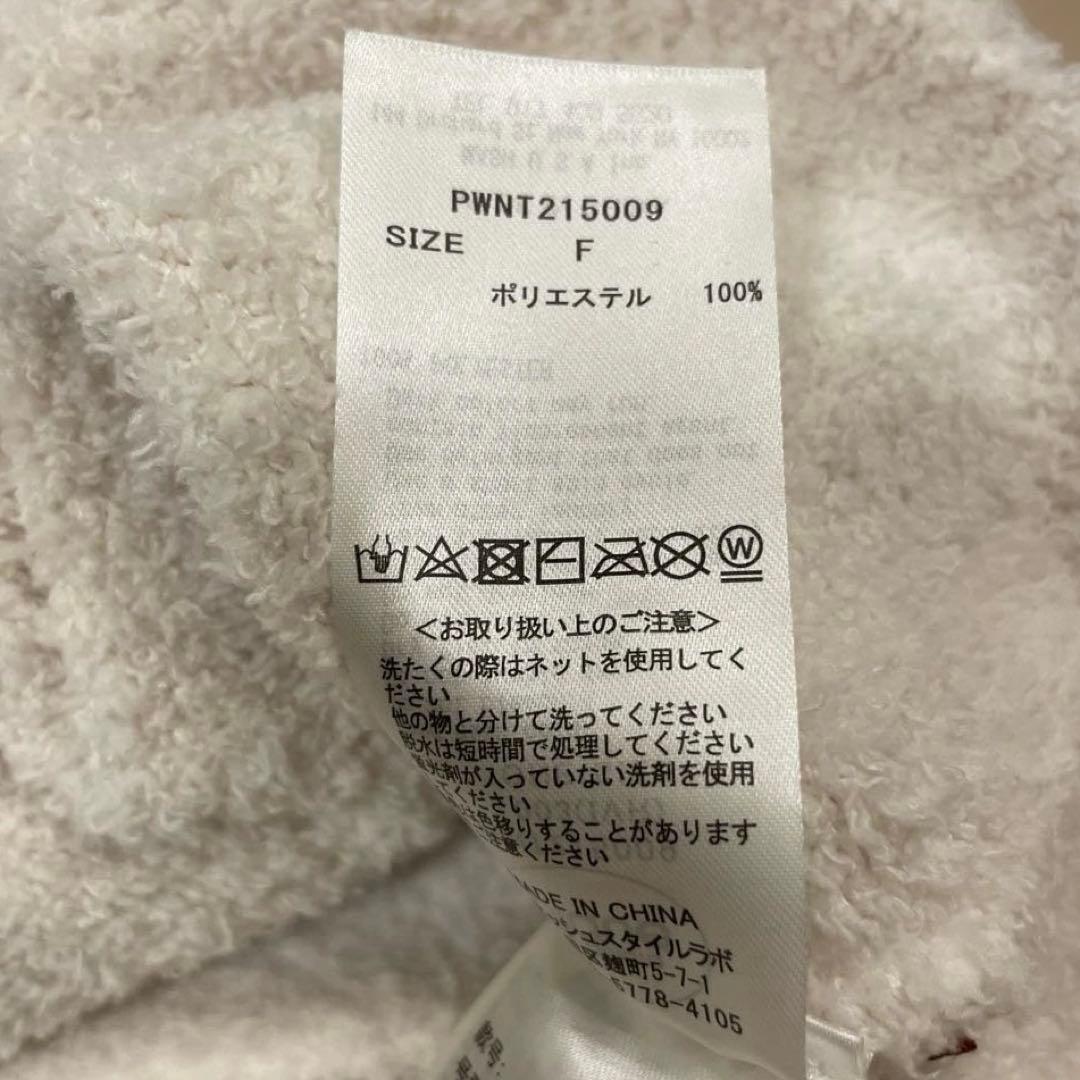 PWNT215009
SIZE F
ポリエステル 100%
W
<お取り扱い上のご注意>
洗たくの際はネットを使用してく
ださい
他の物と分けて洗ってください
脱水は短時間で処理してください
光剤が入っていない洗剤を使用
ください
色移りすることがあります
注意ください
MADE IN CHINA
シュスタイルラボ
区麹町5-7-1
5778-4105